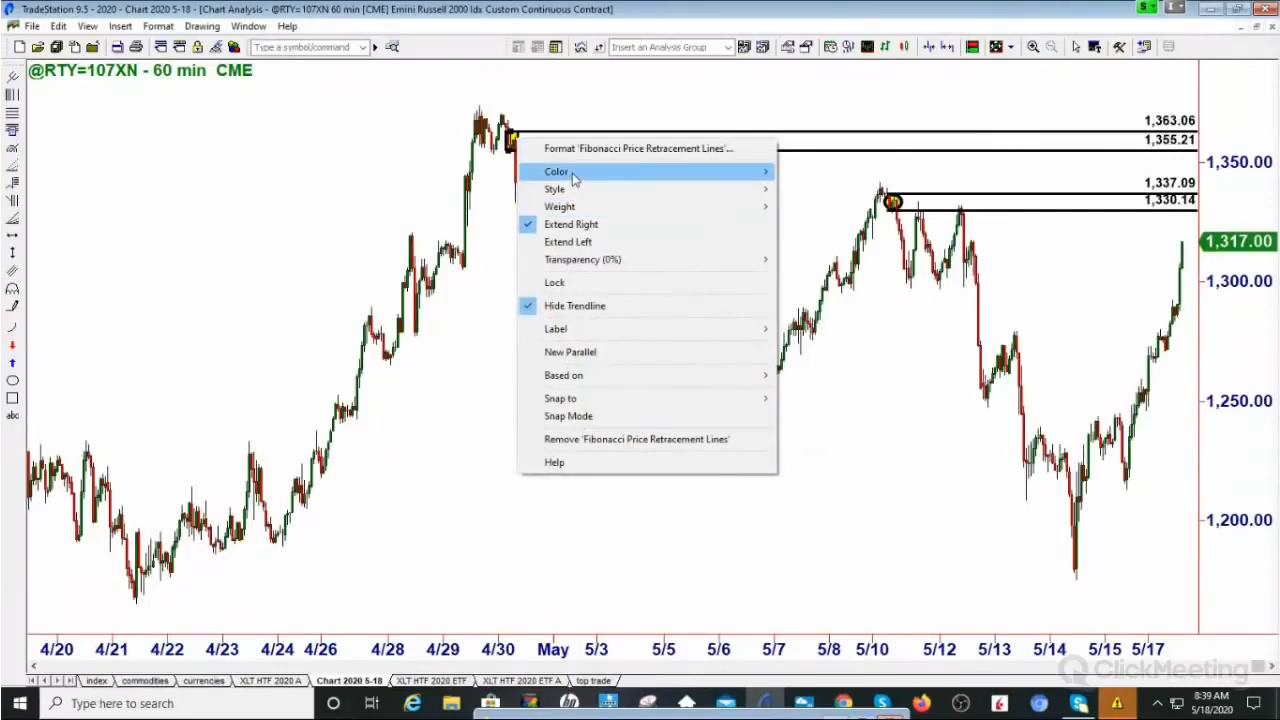 TradeStation 9.5 - 2020 - Chart 2020 5-18 - [Chart Analysis - @RTY=107XN 60 min [CME] Emini Russell 2000 Idx Custom Continuous Contract]
File Edit View Insert Format Drawing Window Help
Type a symbol/command
Insert an Analysis Group
@RTY=107XN - 60 min CME
1,363.06
1,355.21
1,350.00
1,337.09
1,330.14
1,317.00
1,300.00
1,250.00
1,200.00
Format 'Fibonacci Price Retracement Lines'...
Color
Style
Weight
Extend Right
Extend Left
Transparency (0%)
Lock
Hide Trendline
Label
New Parallel
Based on
Snap to
Snap Mode
Remove 'Fibonacci Price Retracement Lines'
Help
abc
4/20 4/21 4/22 4/23 4/24 4/26 4/28 4/29 4/30 May 5/3 5/5 5/6 5/7 5/8 5/10 5/12 5/13 5/14 5/15 5/17
index commodities currencies XLT HTF 2020 A Chart 2020 5-18 XLT HTF 2020 ETF XLT HTF 2020 ETF A top trade
ClickMeeting
Type here to search
8:39 AM
5/18/2020